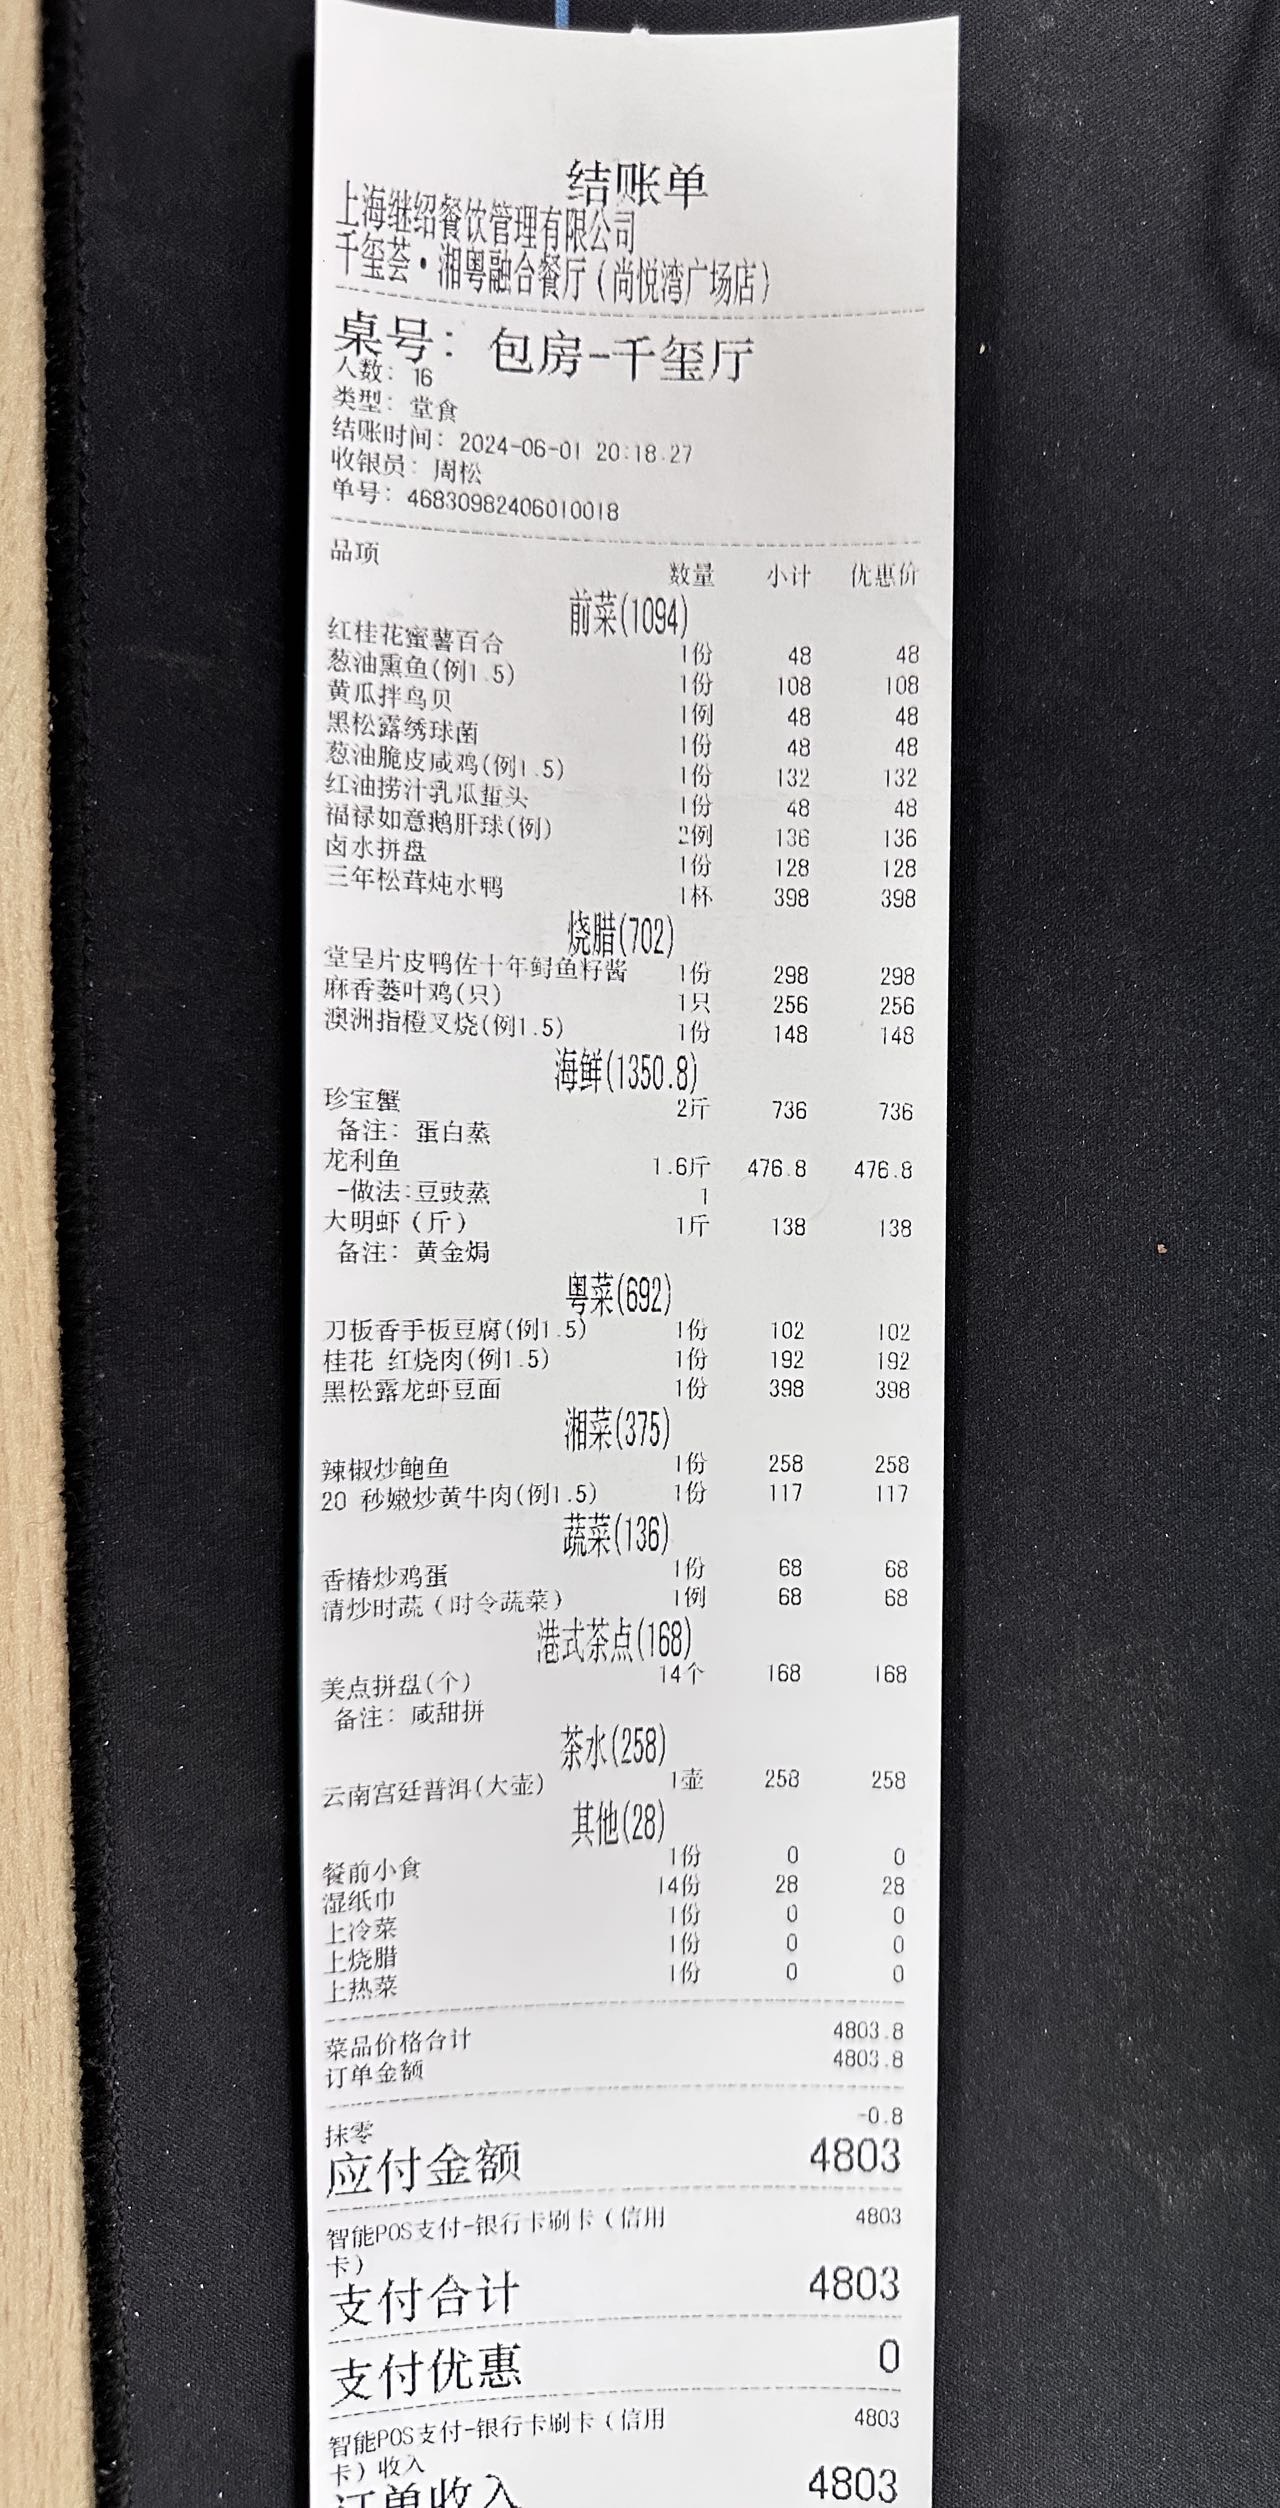 结账单
上海继绍餐饮管理有限公司
千玺荟·湘粤融合餐厅（尚悦湾广场店）
桌号：包房-千玺厅
人数：16
类型：堂食
结账时间：2024-06-01 20:18:27
收银员：周松
单号：46830982406010018
品项 数量 小计 优惠价
前菜(1094)
红桂花蜜薯百合 1份 48 48
葱油熏鱼(例1.5) 1份 108 108
黄瓜拌鸟贝 1例 48 48
黑松露绣球菌 1份 48 48
葱油脆皮咸鸡(例1.5) 1份 132 132
红油捞汁乳瓜蜇头 1份 48 48
福禄如意鹅肝球(例) 2例 136 136
卤水拼盘 1份 128 128
三年松茸炖水鸭 1杯 398 398
烧腊(702)
堂呈片皮鸭佐十年鲟鱼籽酱 1份 298 298
麻香蒌叶鸡(只) 1只 256 256
澳洲指橙叉烧(例1.5) 1份 148 148
海鲜(1350.8)
珍宝蟹 2斤 736 736
备注：蛋白蒸
龙利鱼 1.6斤 476.8 476.8
-做法:豆豉蒸 1
大明虾（斤） 1斤 138 138
备注：黄金焗
粤菜(692)
刀板香手板豆腐(例1.5) 1份 102 102
桂花 红烧肉(例1.5) 1份 192 192
黑松露龙虾豆面 1份 398 398
湘菜(375)
辣椒炒鲍鱼 1份 258 258
20 秒嫩炒黄牛肉(例1.5) 1份 117 117
蔬菜(136)
香椿炒鸡蛋 1份 68 68
清炒时蔬（时令蔬菜） 1例 68 68
港式茶点(168)
美点拼盘(个) 14个 168 168
备注：咸甜拼
茶水(258)
云南宫廷普洱(大壶) 1壶 258 258
其他(28)
餐前小食 1份 0 0
湿纸巾 14份 28 28
上冷菜 1份 0 0
上烧腊 1份 0 0
上热菜 1份 0 0
菜品价格合计 4803.8
订单金额 4803.8
抹零 -0.8
应付金额 4803
智能POS支付-银行卡刷卡（信用 4803
卡）
支付合计 4803
支付优惠 0
智能POS支付-银行卡刷卡（信用 4803
卡）收入
订单收入 4803